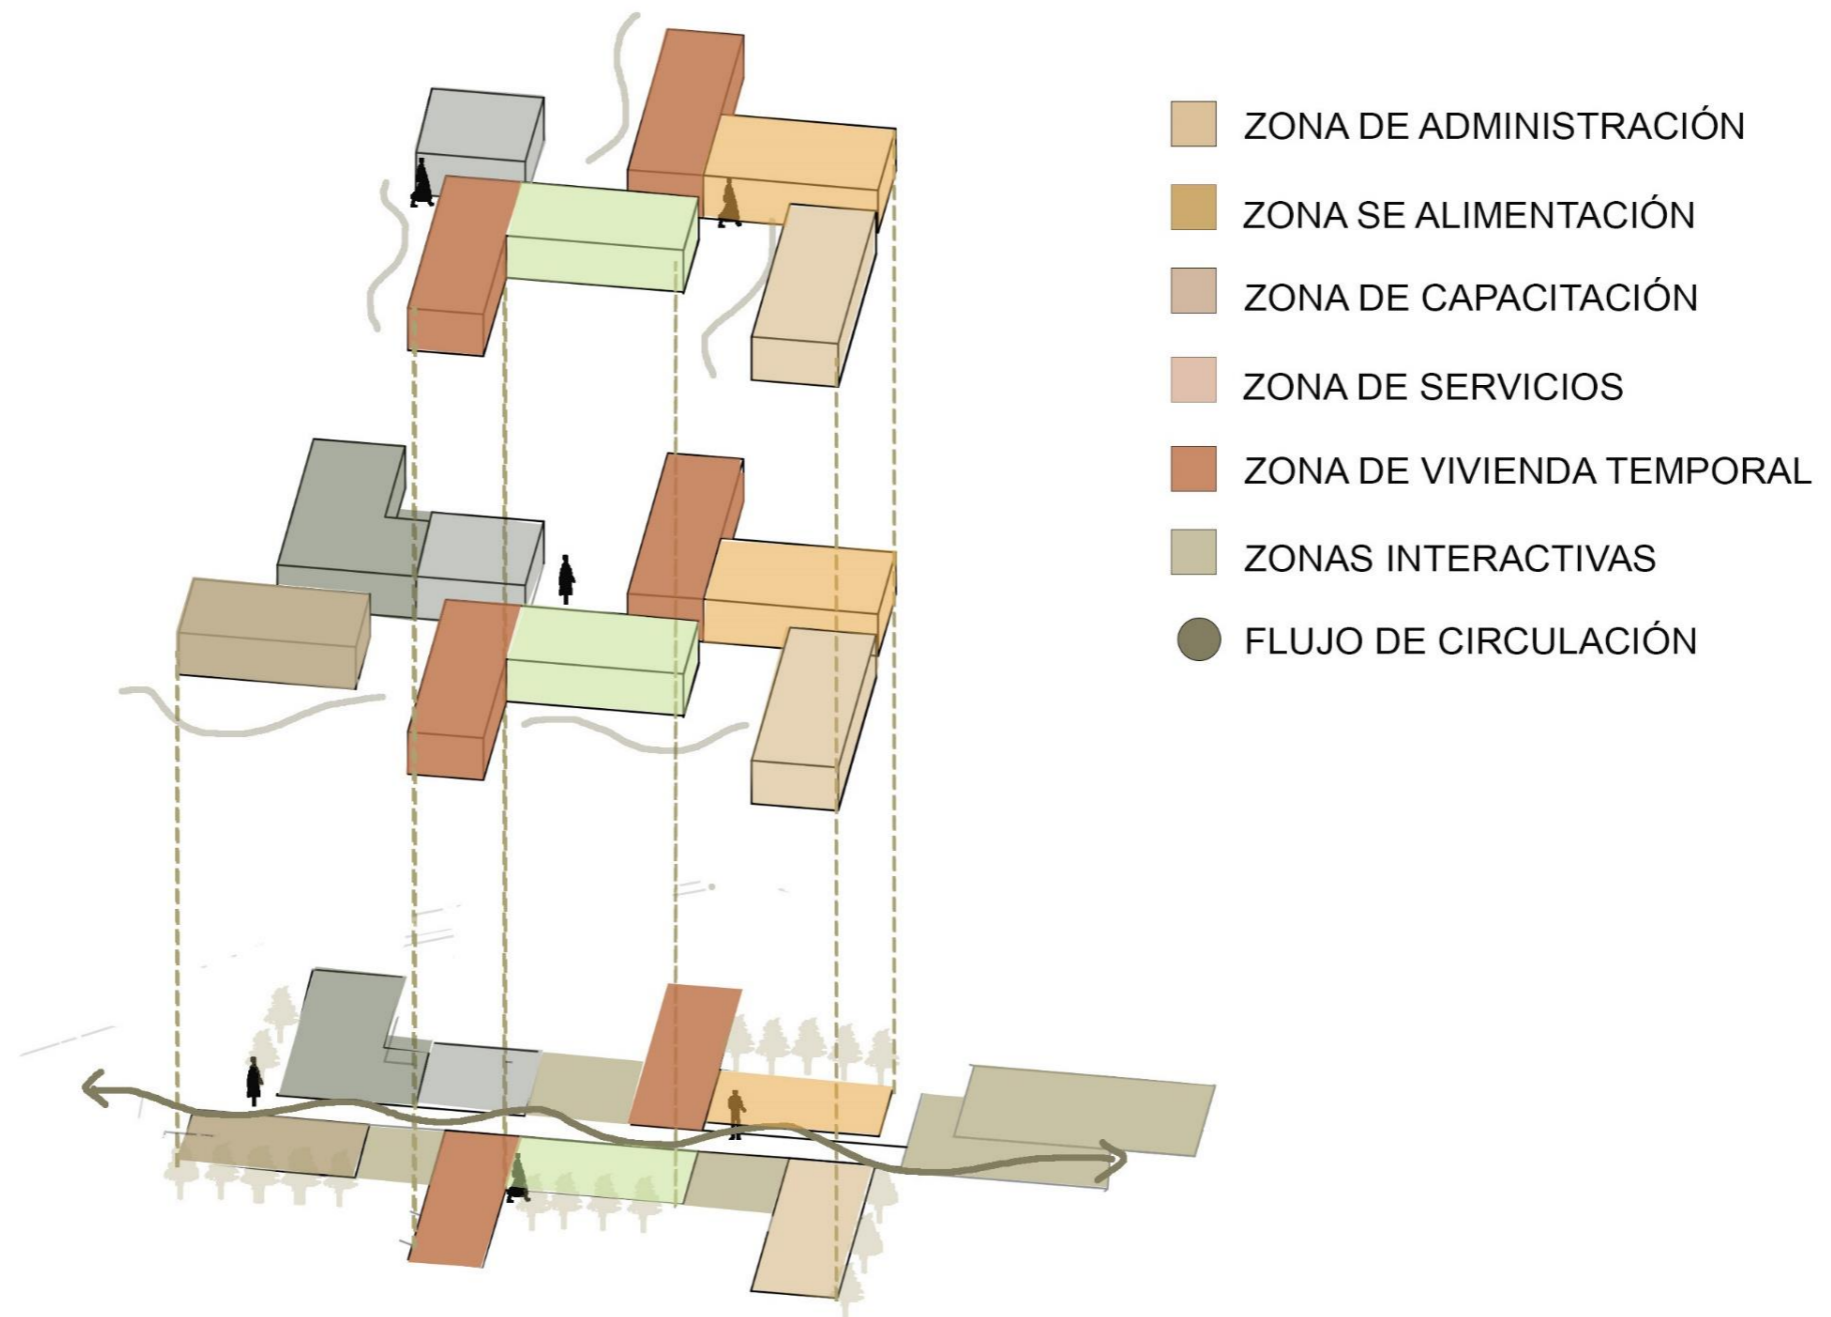 ZONA DE ADMINISTRACIÓN
ZONA SE ALIMENTACIÓN
ZONA DE CAPACITACIÓN
ZONA DE SERVICIOS
ZONA DE VIVIENDA TEMPORAL
ZONAS INTERACTIVAS
FLUJO DE CIRCULACIÓN